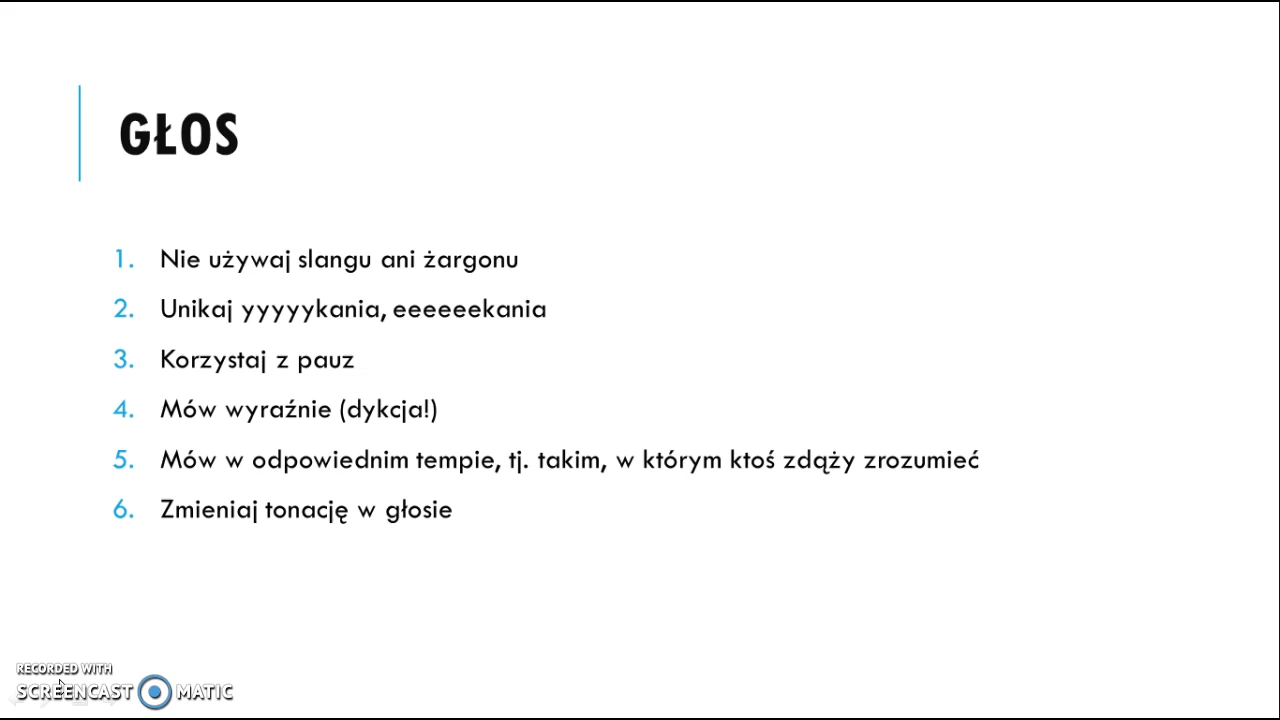 GŁOS
1. Nie używaj slangu ani żargonu
2. Unikaj yyyyykania, eeeeeekania
3. Korzystaj z pauz
4. Mów wyraźnie (dykcja!)
5. Mów w odpowiednim tempie, tj. takim, w którym ktoś zdąży zrozumieć
6. Zmieniaj tonację w głosie
RECORDED WITH
SCREENCAST MATIC